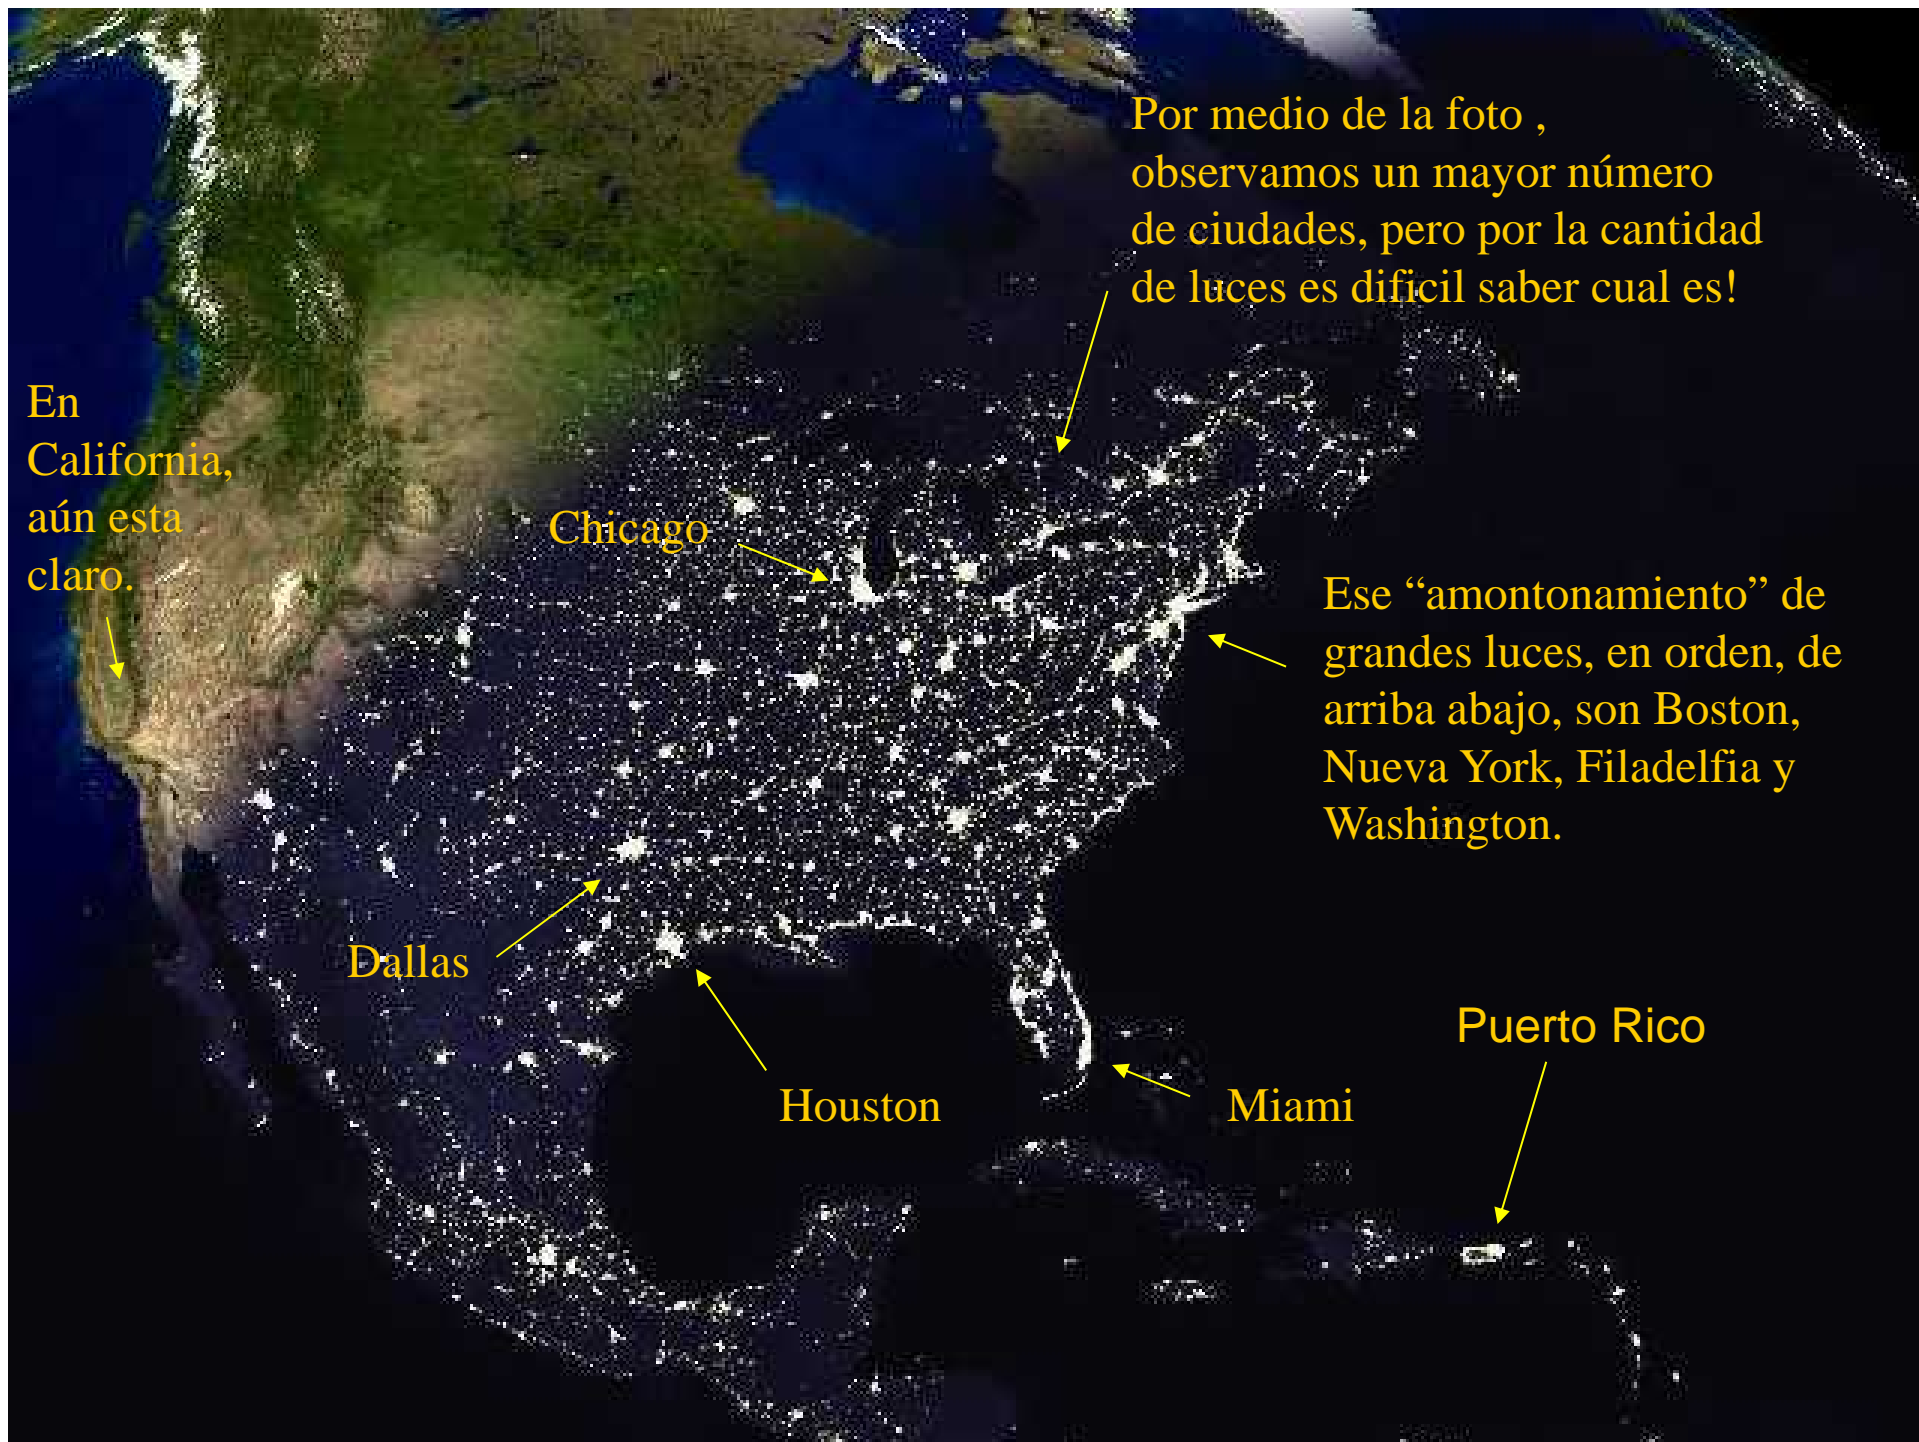 Por medio de la foto ,
observamos un mayor número
de ciudades, pero por la cantidad
de luces es dificil saber cual es!
En
California,
aún esta
claro.
Chicago
Ese “amontonamiento” de
grandes luces, en orden, de
arriba abajo, son Boston,
Nueva York, Filadelfia y
Washington.
Dallas
Houston
Miami
Puerto Rico